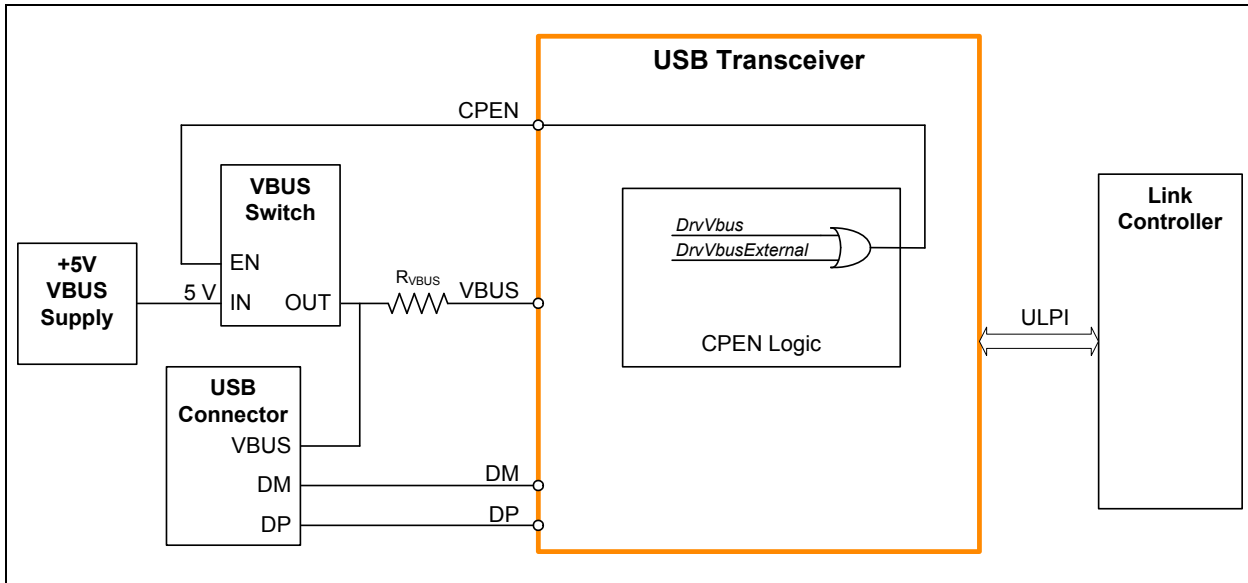 USB Transceiver
CPEN
VBUS
Switch
EN
5 V
IN
OUT
RVBUS
VBUS
+5V
VBUS
Supply
DrvVbus
DrvVbusExternal
CPEN Logic
ULPI
Link
Controller
USB
Connector
VBUS
DM
DP
DM
DP